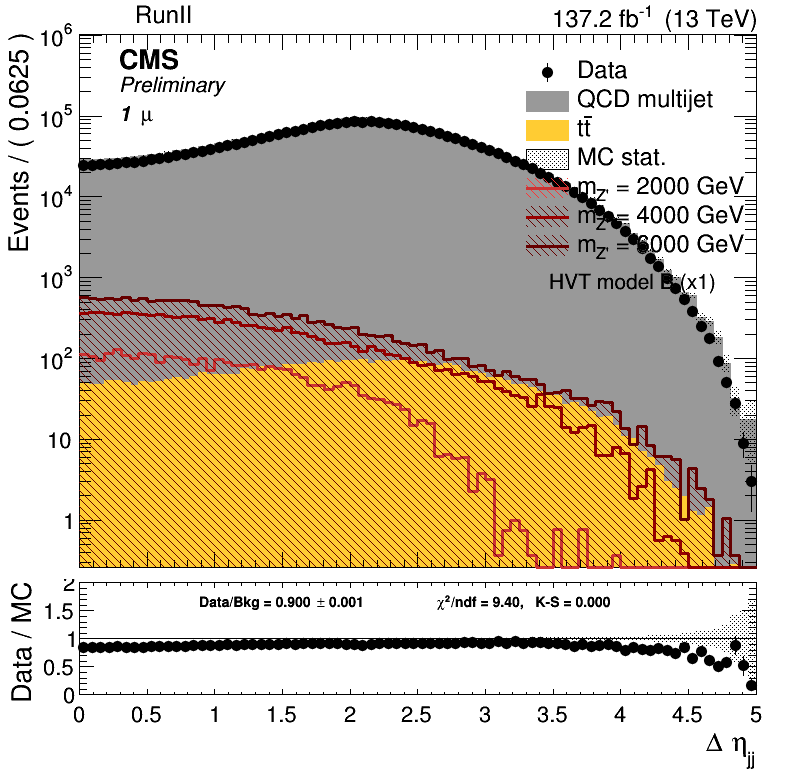 RunII
137.2 fb⁻¹ (13 TeV)
CMS
Preliminary
1 μ
Data
QCD multijet
tt̄
MC stat.
m_Z' = 2000 GeV
m_Z' = 4000 GeV
m_Z' = 6000 GeV
HVT model B (x1)
Events / ( 0.0625 )
10⁶
10⁵
10⁴
10³
10²
10
1
Data/Bkg = 0.900 ± 0.001
χ²/ndf = 9.40, K-S = 0.000
Data / MC
2
1.5
1
0.5
0
0 0.5 1 1.5 2 2.5 3 3.5 4 4.5 5
Δ η_jj